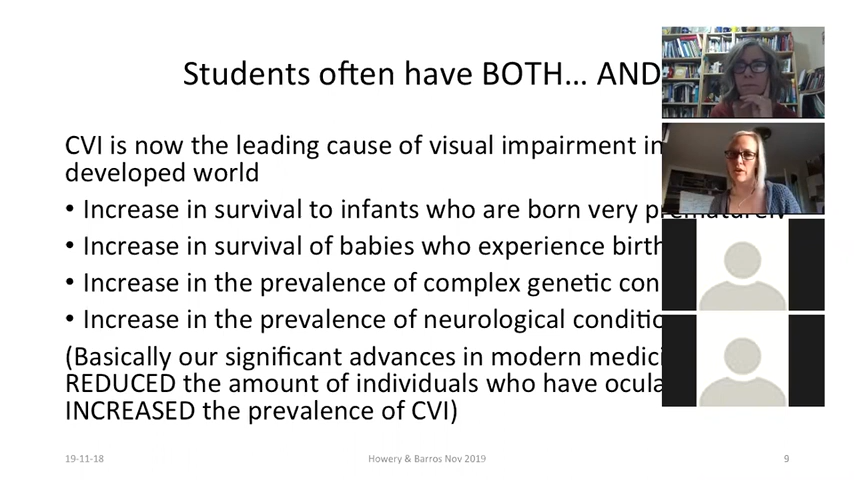 Students often have BOTH... AND
CVI is now the leading cause of visual impairment in
developed world
• Increase in survival to infants who are born very prematurely
• Increase in survival of babies who experience birth
• Increase in the prevalence of complex genetic con
• Increase in the prevalence of neurological conditio
(Basically our significant advances in modern medici
REDUCED the amount of individuals who have ocula
INCREASED the prevalence of CVI)
19-11-18
Howery & Barros Nov 2019
9